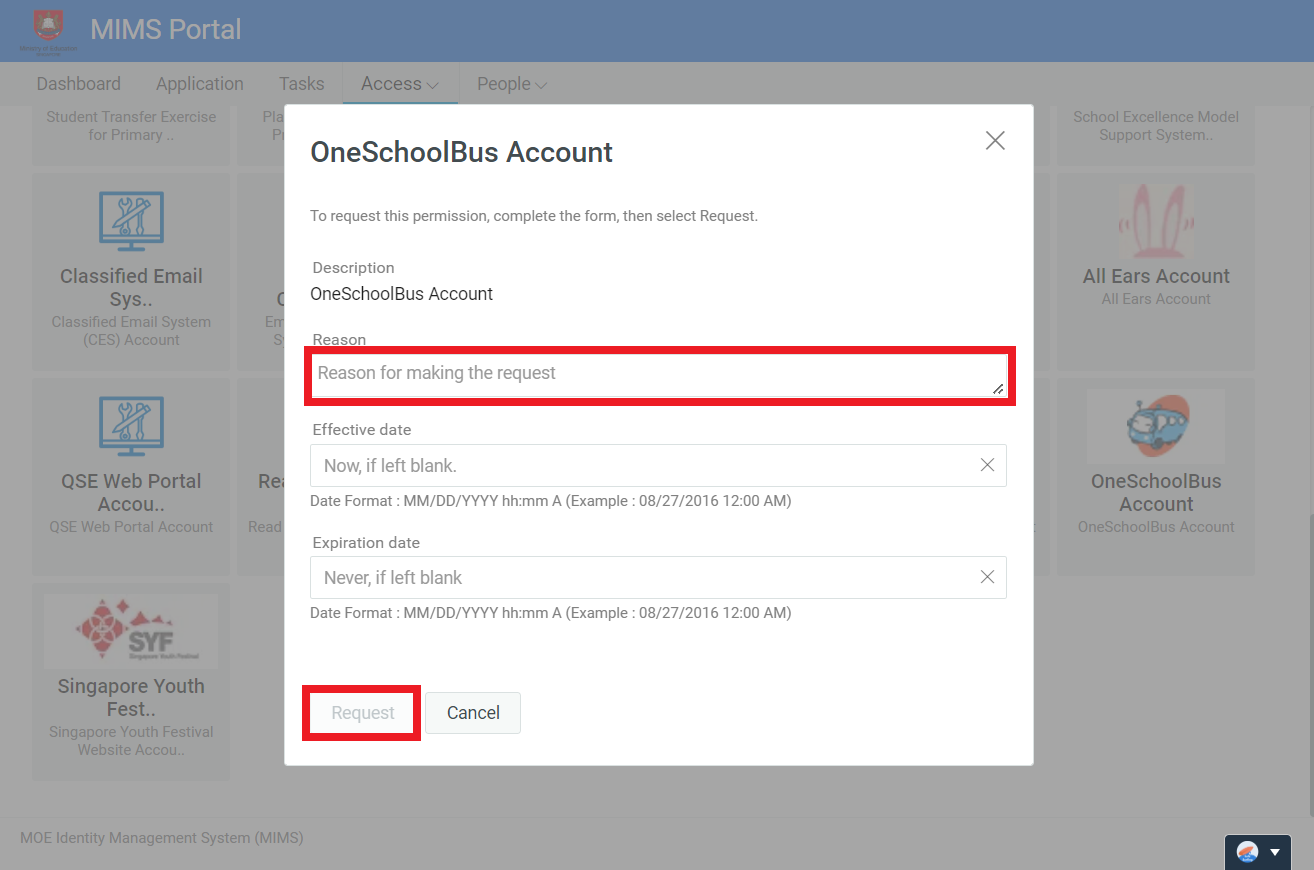 MIMS Portal
Dashboard Application Tasks Access People
Student Transfer Exercise
for Primary ..
School Excellence Model
Support System..
Classified Email
Sys..
Classified Email System
(CES) Account
All Ears Account
All Ears Account
QSE Web Portal
Accou..
QSE Web Portal Account
Read
OneSchoolBus
Account
OneSchoolBus Account
SYF
Singapore Youth Festival
Singapore Youth
Fest..
Singapore Youth Festival
Website Accou..
OneSchoolBus Account
To request this permission, complete the form, then select Request.
Description
OneSchoolBus Account
Reason
Reason for making the request
Effective date
Now, if left blank.
Date Format : MM/DD/YYYY hh:mm A (Example : 08/27/2016 12:00 AM)
Expiration date
Never, if left blank
Date Format : MM/DD/YYYY hh:mm A (Example : 08/27/2016 12:00 AM)
Request Cancel
MOE Identity Management System (MIMS)